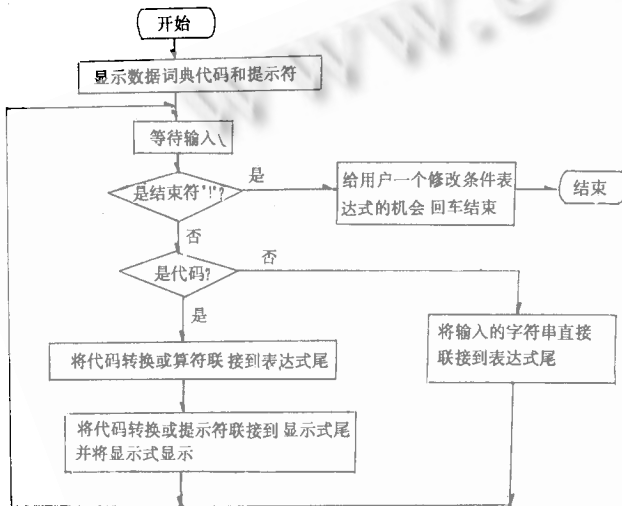 开始
显示数据词典代码和提示符
等待输入
是结束符'!'?
是
给用户一个修改条件表
达式的机会 回车结束
结束
否
是代码?
否
是
将代码转换或算符联接到表达式尾
将输入的字符串直接
联接到表达式尾
将代码转换或提示符联接到显示式尾
并将显示式显示